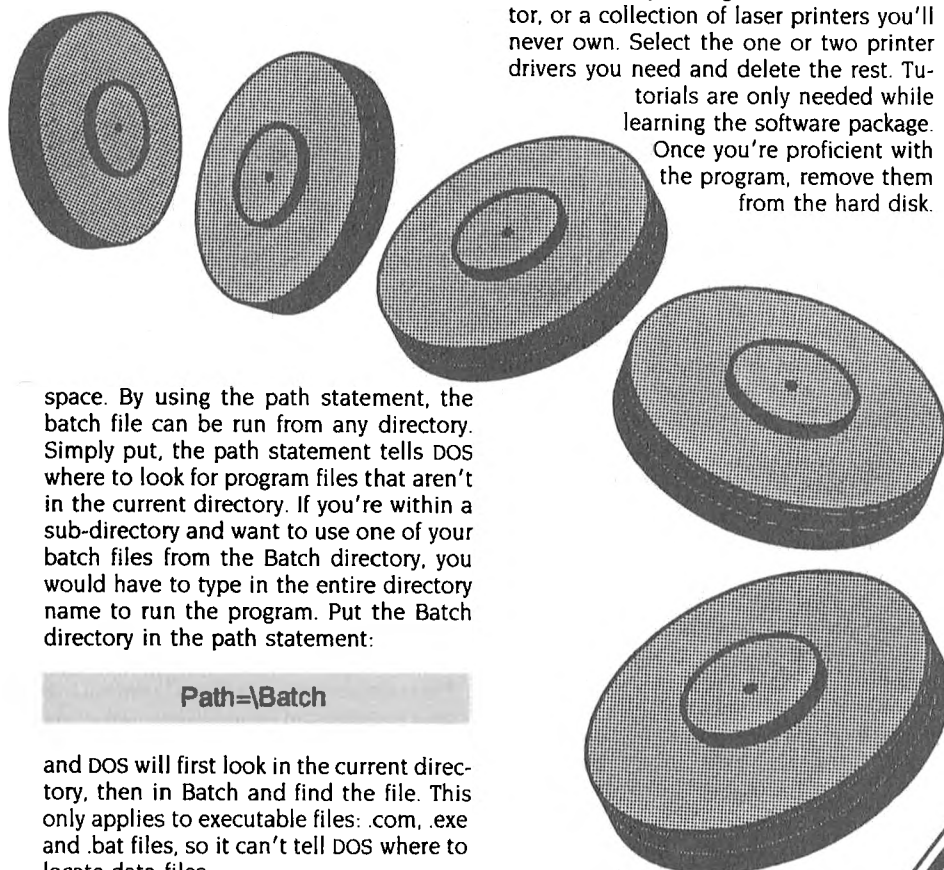 space. By using the path statement, the
batch file can be run from any directory.
Simply put, the path statement tells DOS
where to look for program files that aren't
in the current directory. If you're within a
sub-directory and want to use one of your
batch files from the Batch directory, you
would have to type in the entire directory
name to run the program. Put the Batch
directory in the path statement:
Path=\Batch
and DOS will first look in the current direc-
tory, then in Batch and find the file. This
only applies to executable files: .com, .exe
and .bat files, so it can't tell DOS where to
locate data files.
tor, or a collection of laser printers you'll
never own. Select the one or two printer
drivers you need and delete the rest. Tu-
torials are only needed while
learning the software package.
Once you're proficient with
the program, remove them
from the hard disk.